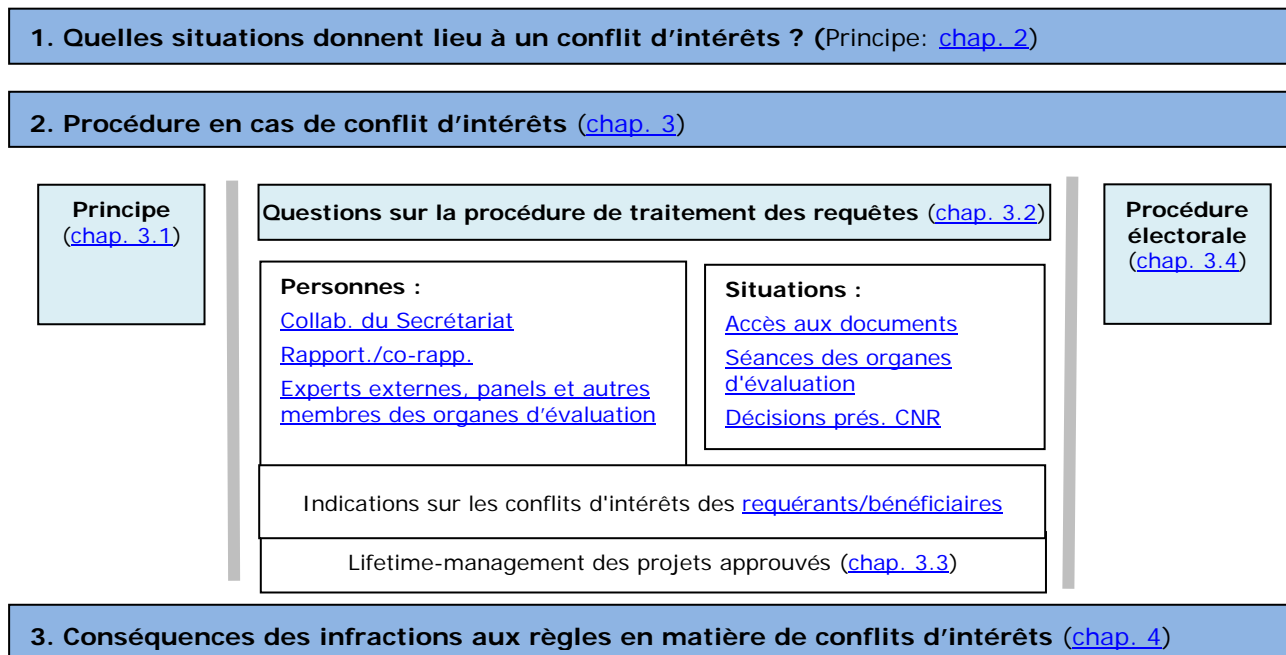 1. Quelles situations donnent lieu à un conflit d’intérêts ? (Principe: chap. 2)
2. Procédure en cas de conflit d’intérêts (chap. 3)
Principe
(chap. 3.1)
Questions sur la procédure de traitement des requêtes (chap. 3.2)
Personnes :
Collab. du Secrétariat
Rapport./co-rapp.
Experts externes, panels et autres
membres des organes d’évaluation
Situations :
Accès aux documents
Séances des organes
d'évaluation
Décisions prés. CNR
Procédure
électorale
(chap. 3.4)
Indications sur les conflits d'intérêts des requérants/bénéficiaires
Lifetime-management des projets approuvés (chap. 3.3)
3. Conséquences des infractions aux règles en matière de conflits d’intérêts (chap. 4)